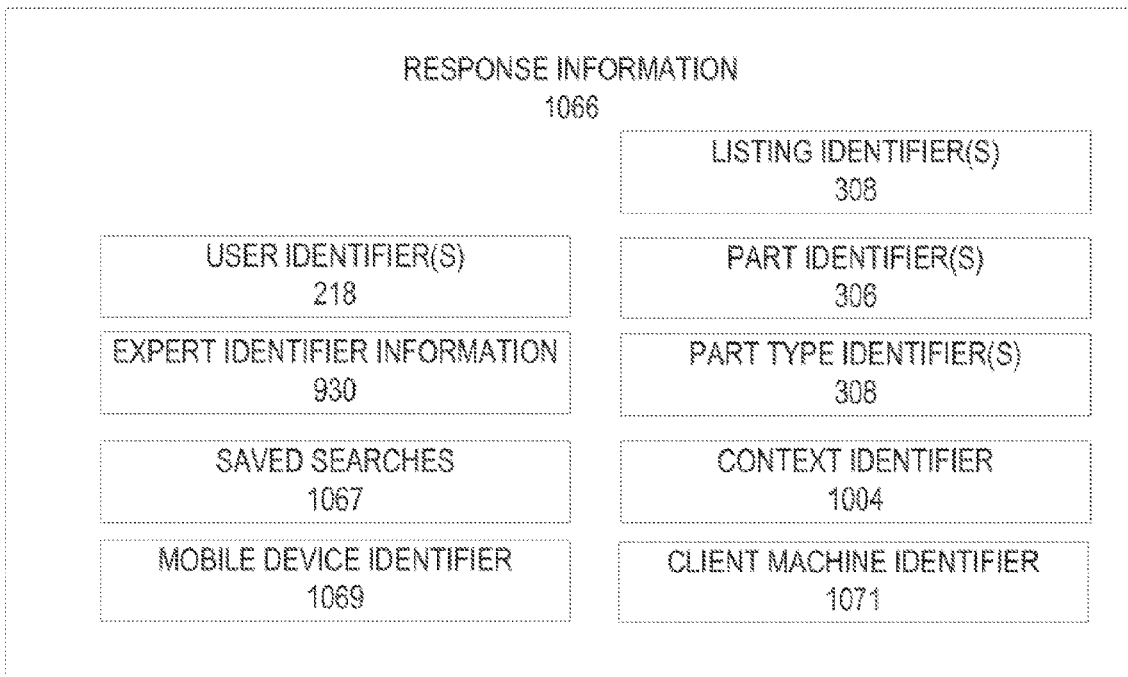 RESPONSE INFORMATION
1066
LISTING IDENTIFIER(S)
308
USER IDENTIFIER(S)
218
PART IDENTIFIER(S)
306
EXPERT IDENTIFIER INFORMATION
930
PART TYPE IDENTIFIER(S)
308
SAVED SEARCHES
1067
CONTEXT IDENTIFIER
1004
MOBILE DEVICE IDENTIFIER
1069
CLIENT MACHINE IDENTIFIER
1071